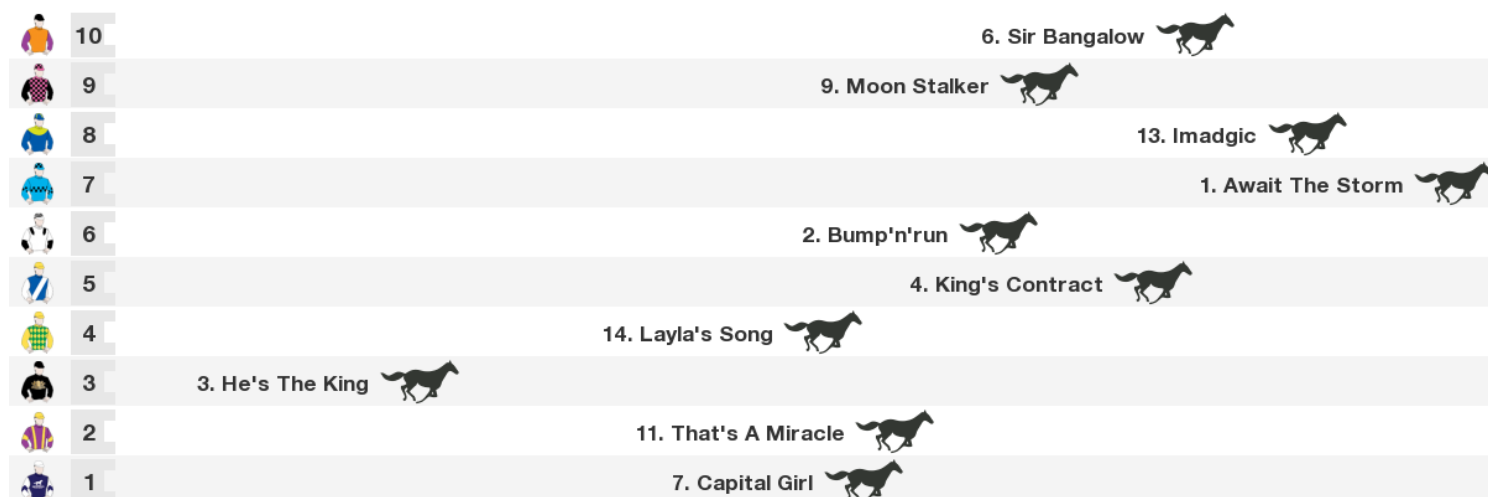 10 6. Sir Bangalow
9 9. Moon Stalker
8 13. Imadgic
7 1. Await The Storm
6 2. Bump'n'run
5 4. King's Contract
4 14. Layla's Song
3 3. He's The King
2 11. That's A Miracle
1 7. Capital Girl